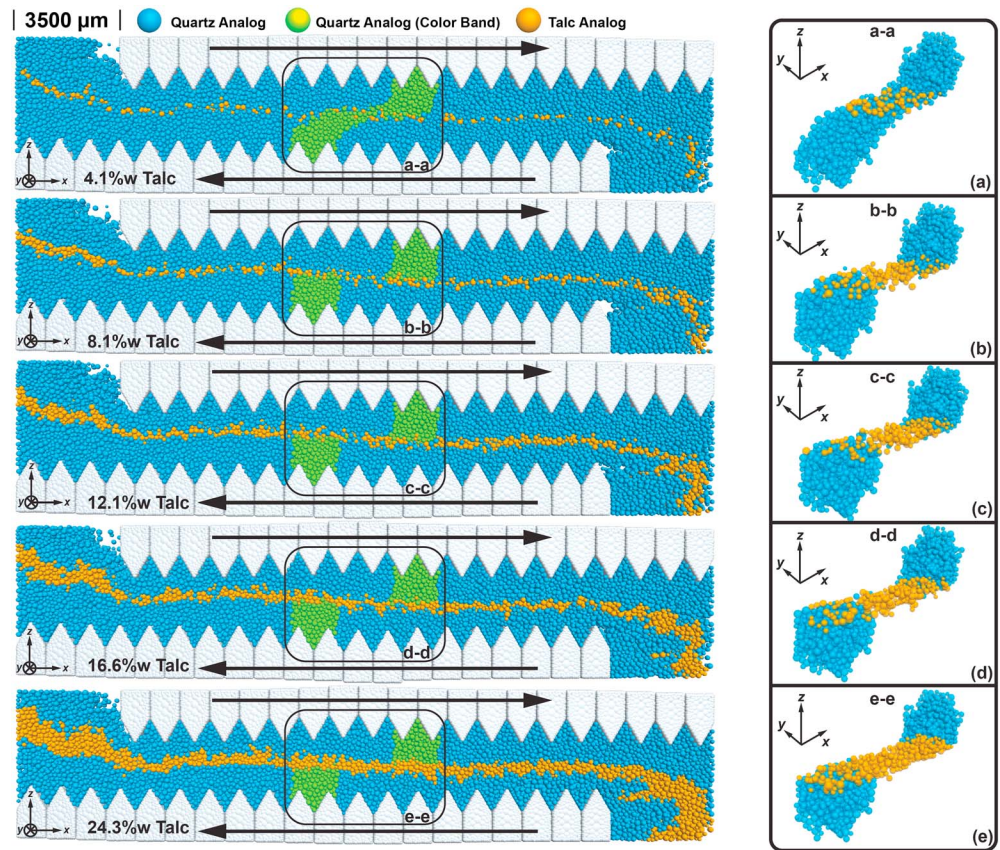 3500 µm
Quartz Analog
Quartz Analog (Color Band)
Talc Analog
a-a
z
y
x
4.1%w Talc
a-a
z
y
x
(a)
b-b
z
y
x
8.1%w Talc
b-b
z
y
x
(b)
c-c
z
y
x
12.1%w Talc
c-c
z
y
x
(c)
d-d
z
y
x
16.6%w Talc
d-d
z
y
x
(d)
e-e
z
y
x
24.3%w Talc
e-e
z
y
x
(e)